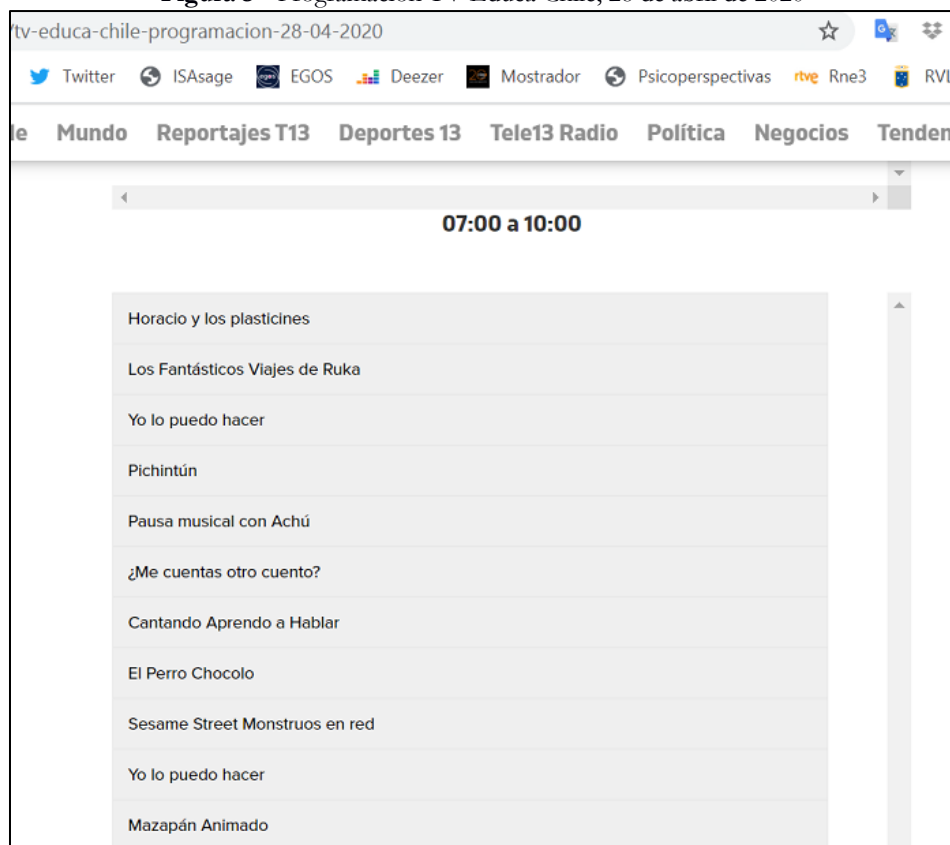 /tv-educa-chile-programacion-28-04-2020
Twitter ISAsage EGOS Deezer Mostrador Psicoperspectivas rtve Rne3 RVL
le Mundo Reportajes T13 Deportes 13 Tele13 Radio Política Negocios Tenden
07:00 a 10:00
Horacio y los plasticines
Los Fantásticos Viajes de Ruka
Yo lo puedo hacer
Pichintún
Pausa musical con Achú
¿Me cuentas otro cuento?
Cantando Aprendo a Hablar
El Perro Chocolo
Sesame Street Monstruos en red
Yo lo puedo hacer
Mazapán Animado